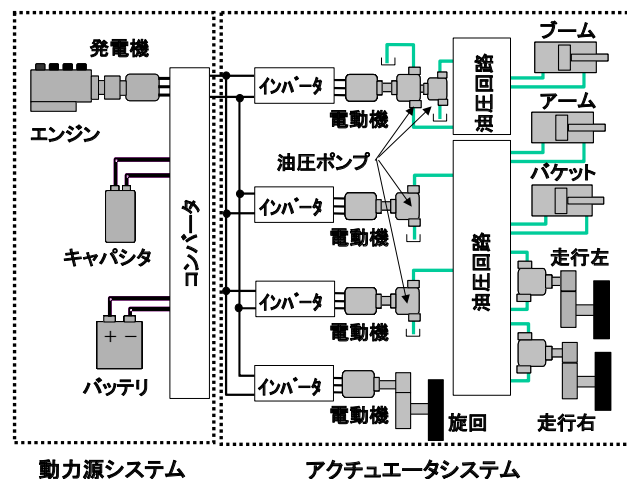 発電機
エンジン
キャパシタ
+ −
バッテリ
コンバータ
動力源システム
インバータ
電動機
油圧ポンプ
インバータ
電動機
インバータ
電動機
インバータ
電動機
旋回
油圧回路
油圧回路
ブーム
アーム
バケット
走行左
走行右
アクチュエータシステム